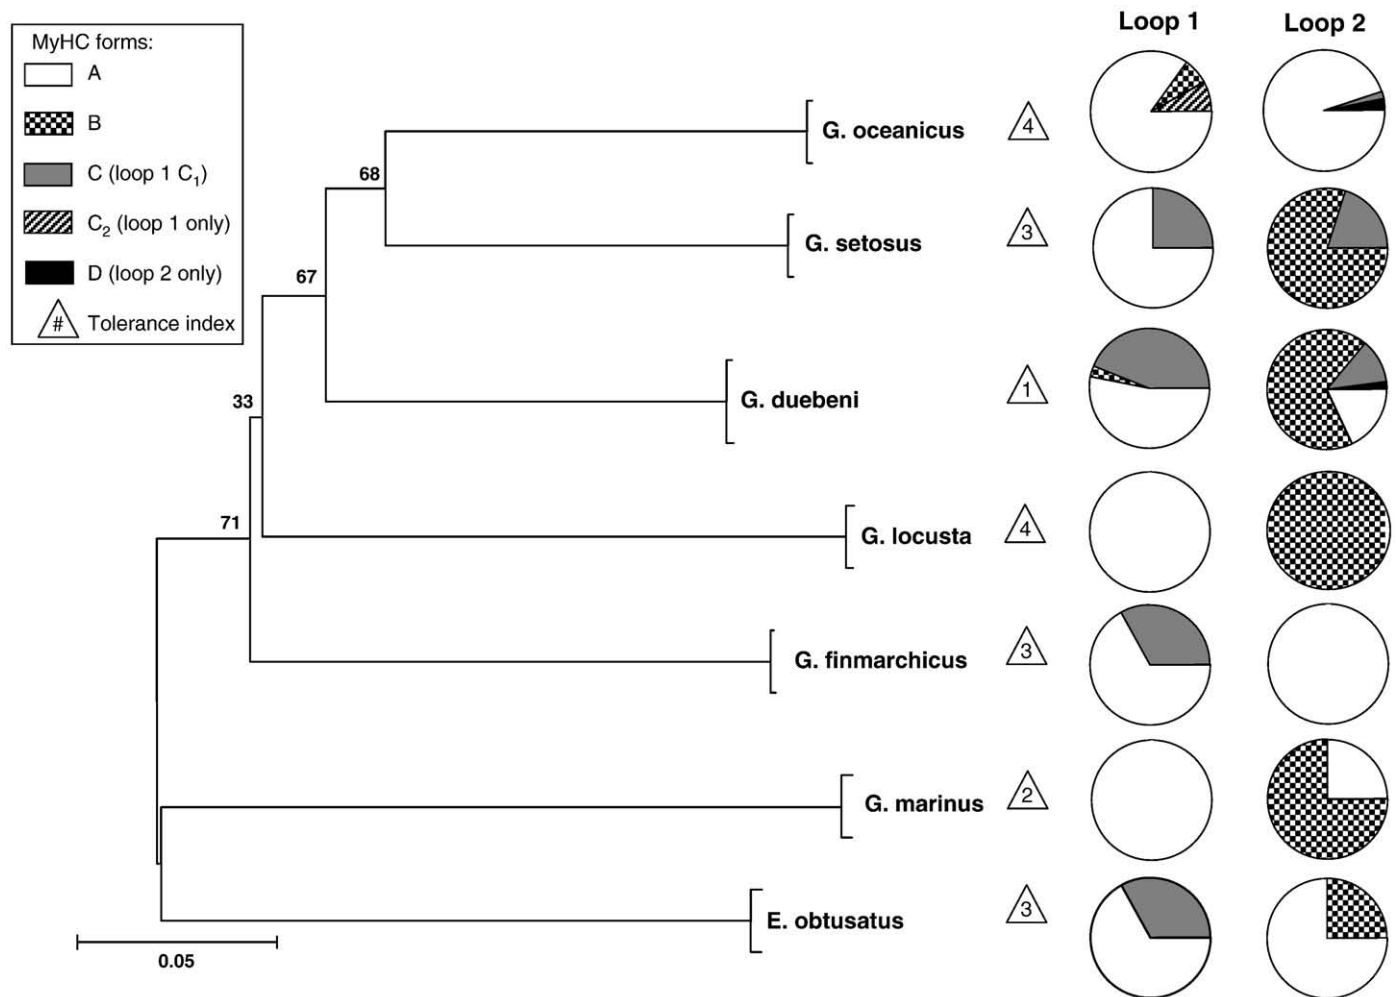 Loop 1 Loop 2
MyHC forms:
A
B
C (loop 1 C₁)
C₂ (loop 1 only)
D (loop 2 only)
# Tolerance index
G. oceanicus 4
68
G. setosus 3
67
G. duebeni 1
33
G. locusta 4
71
G. finmarchicus 3
G. marinus 2
E. obtusatus 3
0.05